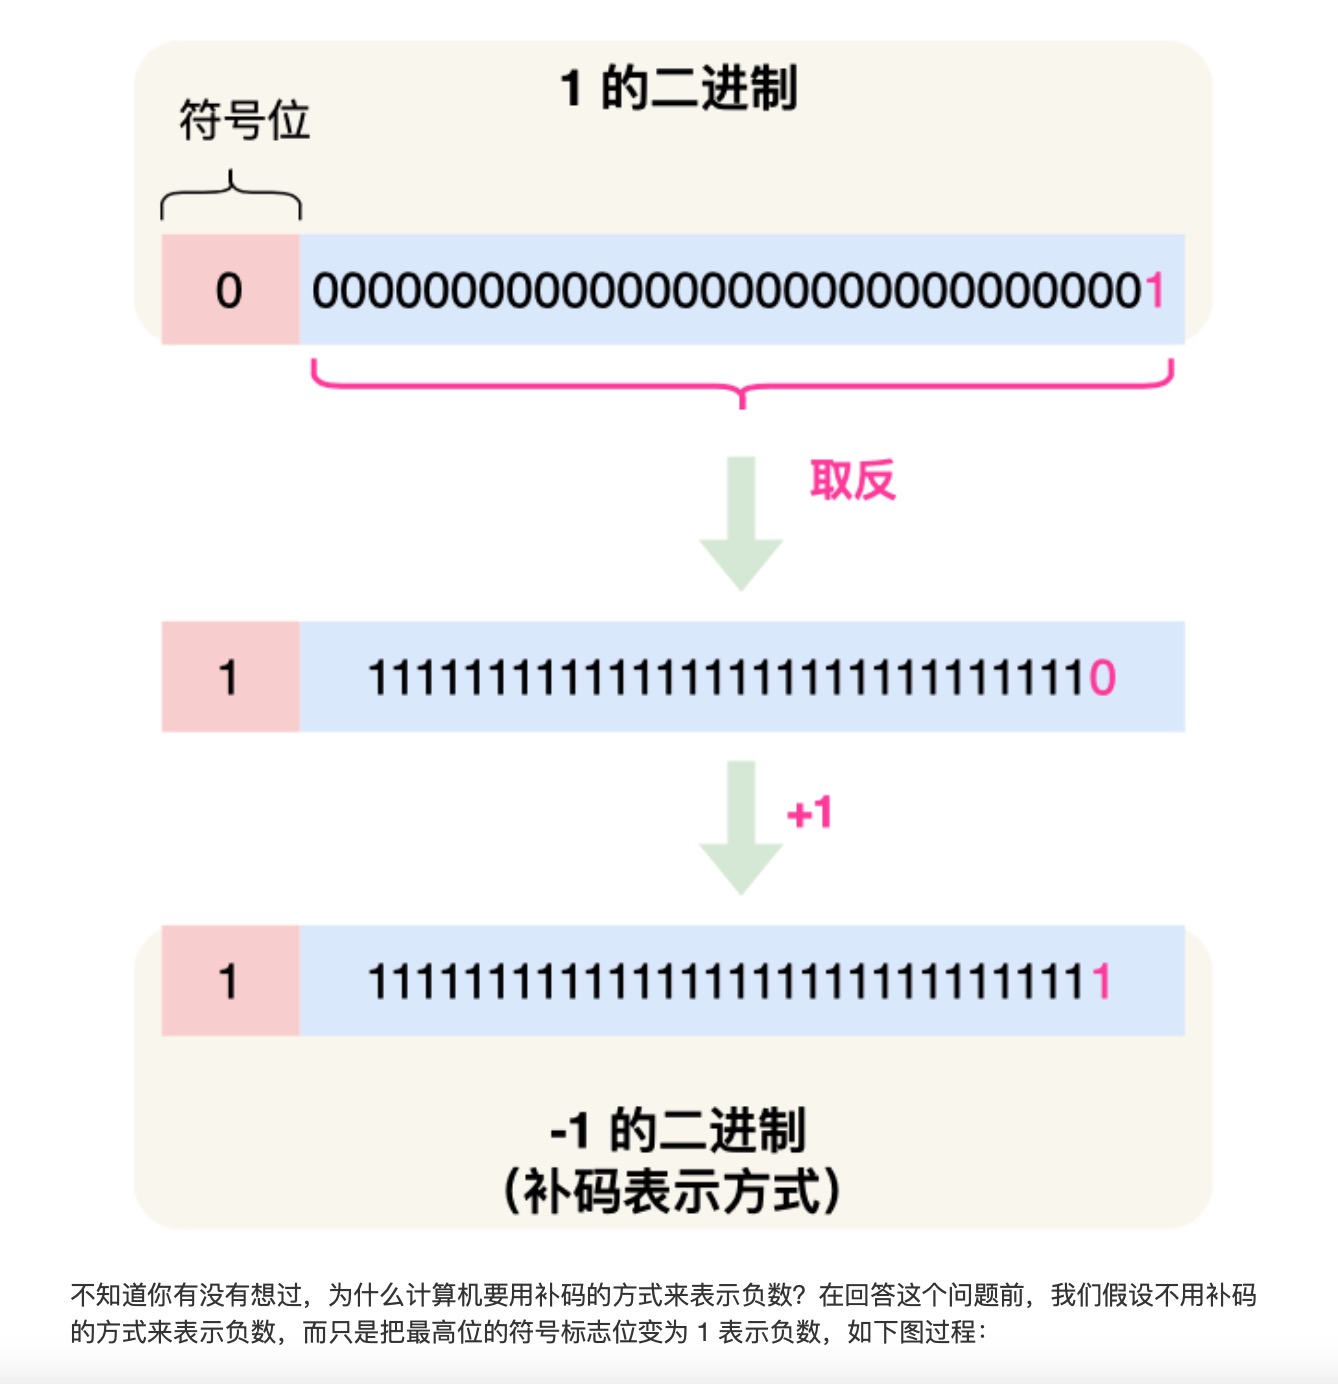 1 的二进制
符号位
0 0000000000000000000000000000001
取反
1 1111111111111111111111111111110
+1
1 1111111111111111111111111111111
-1 的二进制
（补码表示方式）
不知道你有没有想过，为什么计算机要用补码的方式来表示负数？在回答这个问题前，我们假设不用补码
的方式来表示负数，而只是把最高位的符号标志位变为 1 表示负数，如下图过程：